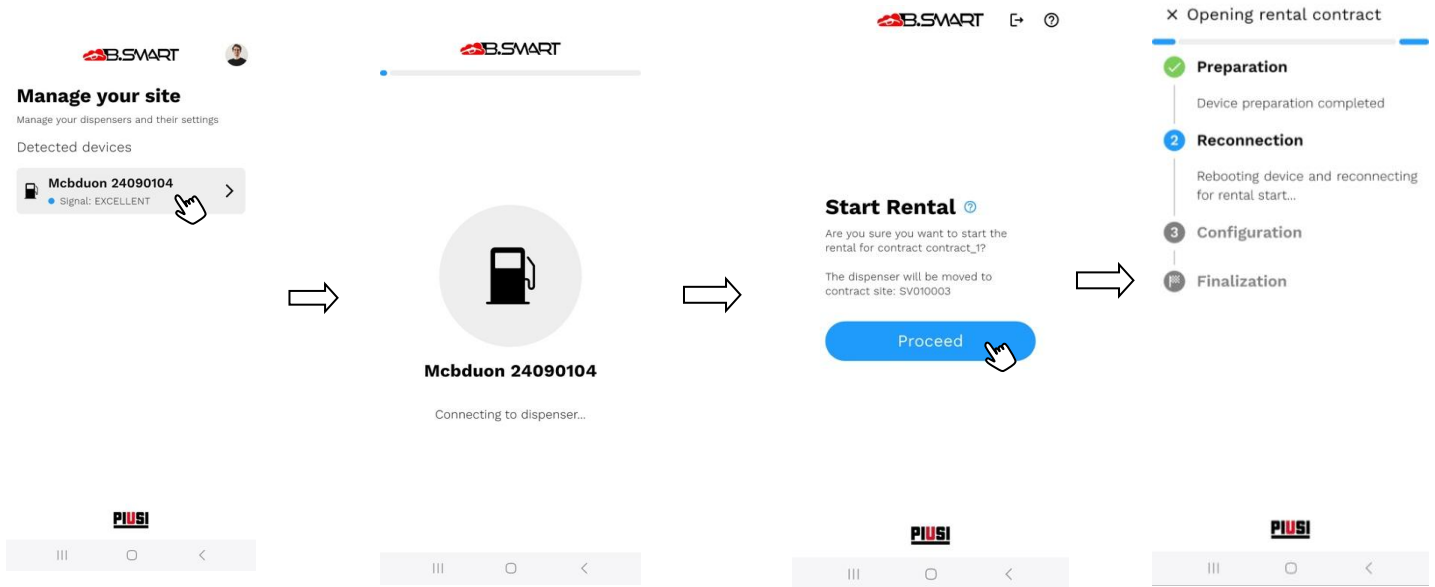 B.SMART
Manage your site
Manage your dispensers and their settings
Detected devices
Mcbduon 24090104
Signal: EXCELLENT
PIUSI
B.SMART
Mcbduon 24090104
Connecting to dispenser...
B.SMART
Start Rental
Are you sure you want to start the
rental for contract contract_1?
The dispenser will be moved to
contract site: SV010003
Proceed
PIUSI
Opening rental contract
Preparation
Device preparation completed
2 Reconnection
Rebooting device and reconnecting
for rental start...
3 Configuration
Finalization
PIUSI